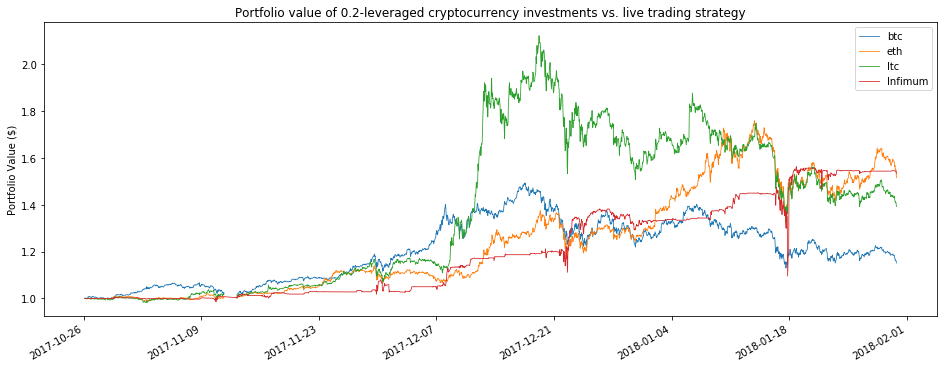 Portfolio value of 0.2-leveraged cryptocurrency investments vs. live trading strategy
btc
eth
ltc
Infimum
Portfolio Value ($)
2.0
1.8
1.6
1.4
1.2
1.0
2017-10-26
2017-11-09
2017-11-23
2017-12-07
2017-12-21
2018-01-04
2018-01-18
2018-02-01